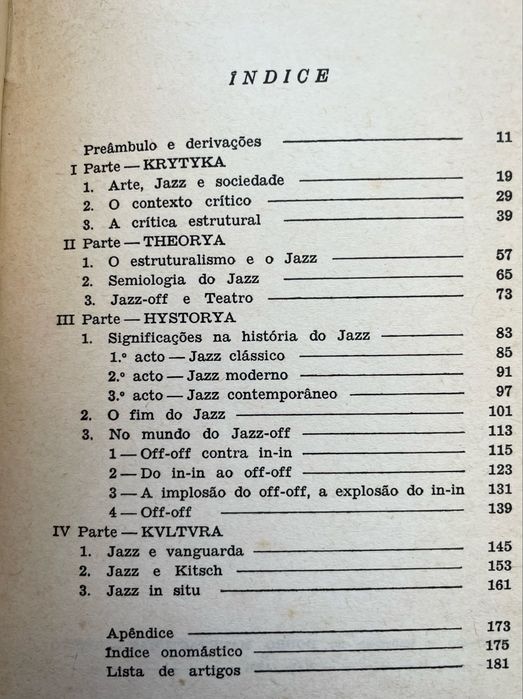 ÍNDICE
Preâmbulo e derivações 11
I Parte — KRYTYKA
1. Arte, Jazz e sociedade 19
2. O contexto crítico 29
3. A crítica estrutural 39
II Parte — THEORYA
1. O estruturalismo e o Jazz 57
2. Semiologia do Jazz 65
3. Jazz-off e Teatro 73
III Parte — HYSTORYA
1. Significações na história do Jazz 83
1.º acto — Jazz clássico 85
2.º acto — Jazz moderno 91
3.º acto — Jazz contemporâneo 97
2. O fim do Jazz 101
3. No mundo do Jazz-off 113
1 — Off-off contra in-in 115
2 — Do in-in ao off-off 123
3 — A implosão do off-off, a explosão do in-in 131
4 — Off-off 139
IV Parte — KVLTVRA
1. Jazz e vanguarda 145
2. Jazz e Kitsch 153
3. Jazz in situ 161
Apêndice 173
Índice onomástico 175
Lista de artigos 181